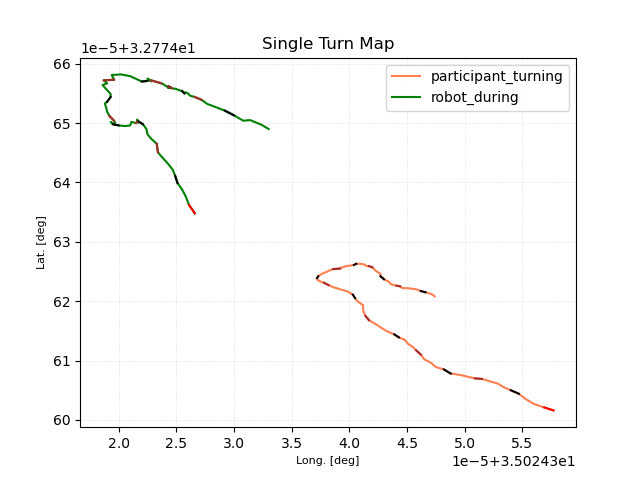 Single Turn Map
1e−5+3.2774e1
participant_turning
robot_during
66
65
64
63
62
61
60
Lat. [deg]
2.0 2.5 3.0 3.5 4.0 4.5 5.0 5.5
Long. [deg]
1e−5+3.50243e1